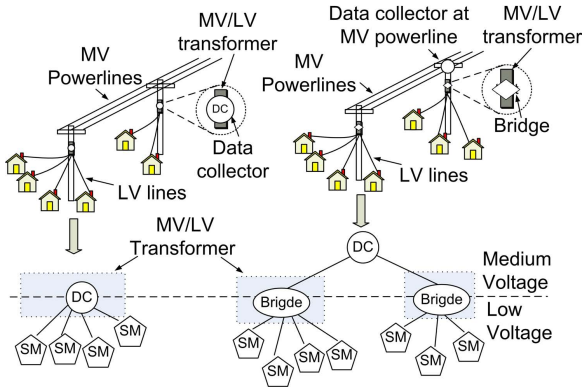 MV/LV
transformer
MV
Powerlines
DC
Data
collector
LV lines
Data collector at
MV powerline
MV/LV
transformer
MV
Powerlines
Bridge
LV lines
MV/LV
Transformer
DC
Medium
Voltage
DC
Brigde
Brigde
Low
Voltage
SM
SM
SM
SM
SM
SM
SM
SM
SM
SM
SM